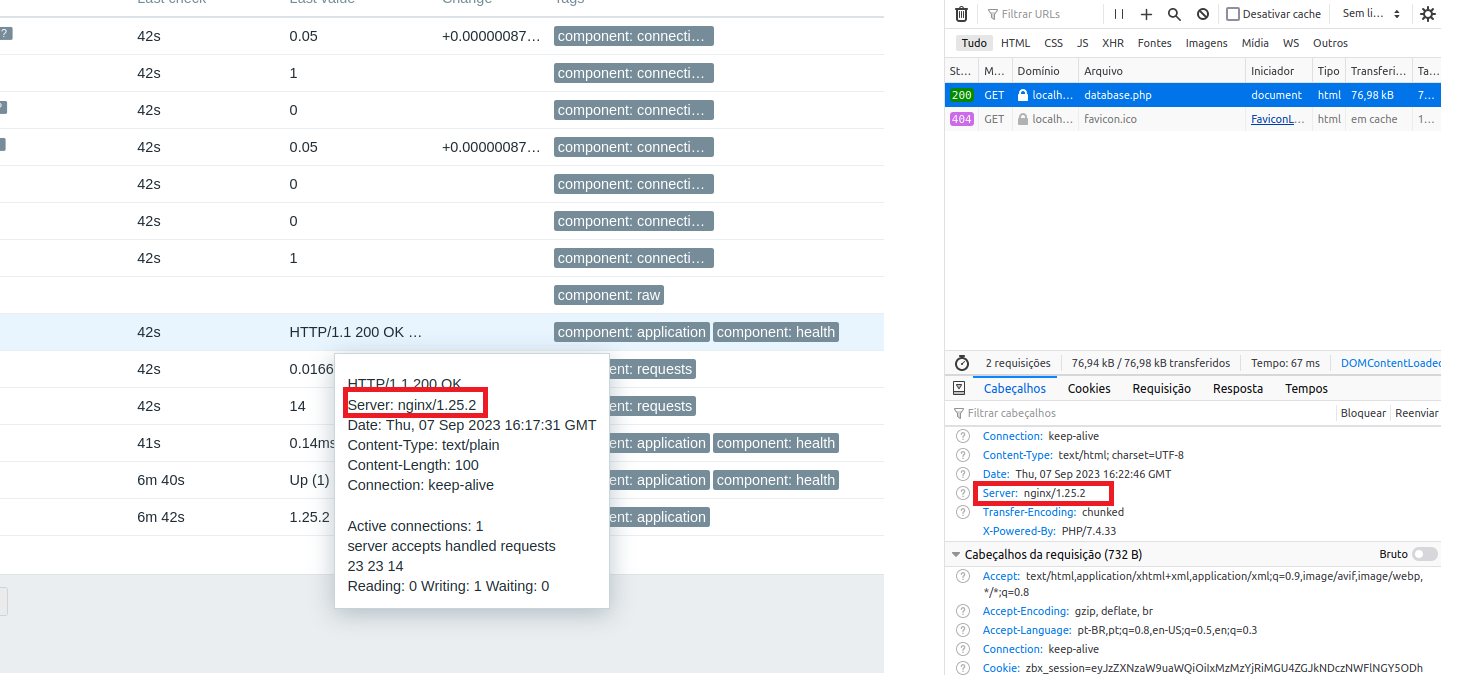 Last check Last value Change Tags
? 42s 0.05 +0.00000087… component: connecti…
42s 1 component: connecti…
42s 0 component: connecti…
42s 0.05 +0.00000087… component: connecti…
42s 0 component: connecti…
42s 0 component: connecti…
42s 1 component: connecti…
component: raw
42s HTTP/1.1 200 OK … component: application component: health
42s 0.0166 ent: requests
42s 14 ent: requests
41s 0.14ms ent: application component: health
6m 40s Up (1) ent: application component: health
6m 42s 1.25.2 ent: application
HTTP/1.1 200 OK
Server: nginx/1.25.2
Date: Thu, 07 Sep 2023 16:17:31 GMT
Content-Type: text/plain
Content-Length: 100
Connection: keep-alive
Active connections: 1
server accepts handled requests
23 23 14
Reading: 0 Writing: 1 Waiting: 0
Filtrar URLs Desativar cache Sem li…
Tudo HTML CSS JS XHR Fontes Imagens Mídia WS Outros
St… M… Domínio Arquivo Iniciador Tipo Transferi… Ta…
200 GET localh… database.php document html 76,98 kB 7…
404 GET localh… favicon.ico FaviconL… html em cache 1…
2 requisições 76,94 kB / 76,98 kB transferidos Tempo: 67 ms DOMContentLoaded
Cabeçalhos Cookies Requisição Resposta Tempos
Filtrar cabeçalhos Bloquear Reenviar
? Connection: keep-alive
? Content-Type: text/html; charset=UTF-8
? Date: Thu, 07 Sep 2023 16:22:46 GMT
? Server: nginx/1.25.2
? Transfer-Encoding: chunked
X-Powered-By: PHP/7.4.33
Cabeçalhos da requisição (732 B) Bruto
? Accept: text/html,application/xhtml+xml,application/xml;q=0.9,image/avif,image/webp,
*/*;q=0.8
? Accept-Encoding: gzip, deflate, br
? Accept-Language: pt-BR,pt;q=0.8,en-US;q=0.5,en;q=0.3
? Connection: keep-alive
? Cookie: zbx_session=eyJzZXNzaW9uaWQiOiIxMzMzYjRiMGU4ZGJkNDczNWFlNGY5ODh